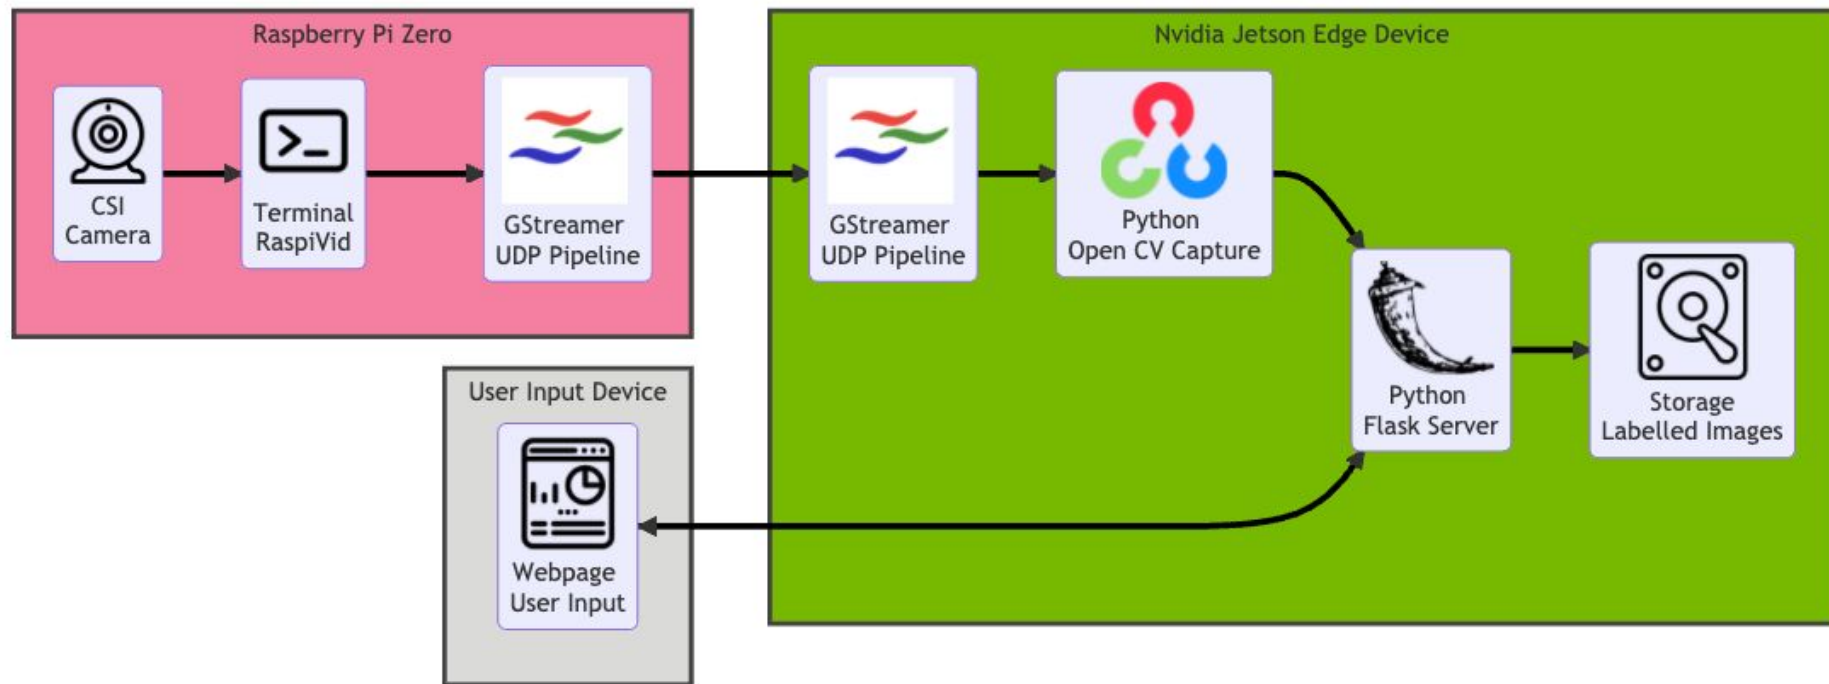 Raspberry Pi Zero
CSI
Camera
Terminal
RaspiVid
GStreamer
UDP Pipeline
Nvidia Jetson Edge Device
GStreamer
UDP Pipeline
Python
Open CV Capture
Python
Flask Server
Storage
Labelled Images
User Input Device
Webpage
User Input